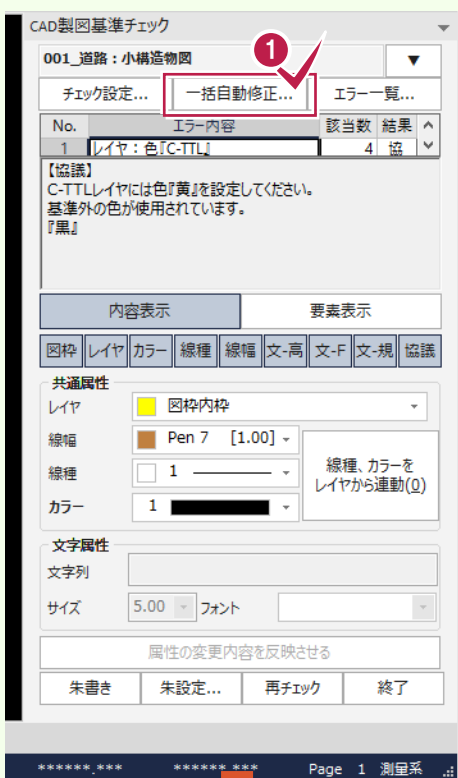 CAD製図基準チェック
001_道路：小構造物図 ▼
1
チェック設定... 一括自動修正... エラー一覧...
No. エラー内容 該当数 結果
1 レイヤ：色『C-TTL』 4 協
【協議】
C-TTLレイヤには色『黄』を設定してください。
基準外の色が使用されています。
『黒』
内容表示 要素表示
図枠 レイヤ カラー 線種 線幅 文-高 文-F 文-規 協議
共通属性
レイヤ 図枠内枠
線幅 Pen 7 [1.00]
線種 1
線種、カラーを
レイヤから連動(0)
カラー 1
文字属性
文字列
サイズ 5.00 フォント
属性の変更内容を反映させる
朱書き 朱設定... 再チェック 終了
******.*** ******.*** Page 1 測量系